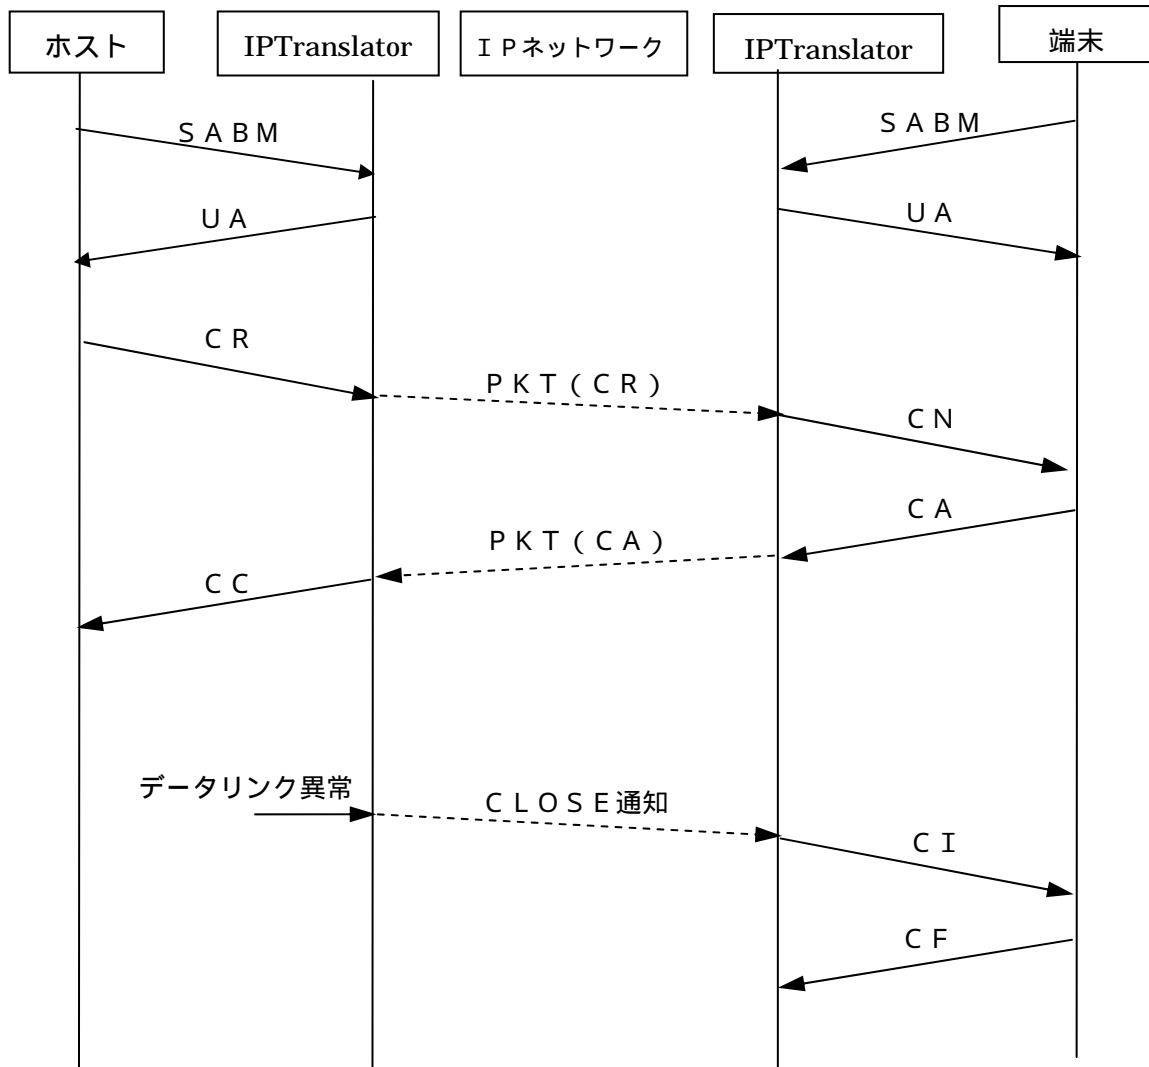 ホスト
IPTranslator
ＩＰネットワーク
IPTranslator
端末
ＳＡＢＭ
ＳＡＢＭ
ＵＡ
ＵＡ
ＣＲ
ＰＫＴ（ＣＲ）
ＣＮ
ＣＡ
ＰＫＴ（ＣＡ）
ＣＣ
データリンク異常
ＣＬＯＳＥ通知
ＣＩ
ＣＦ